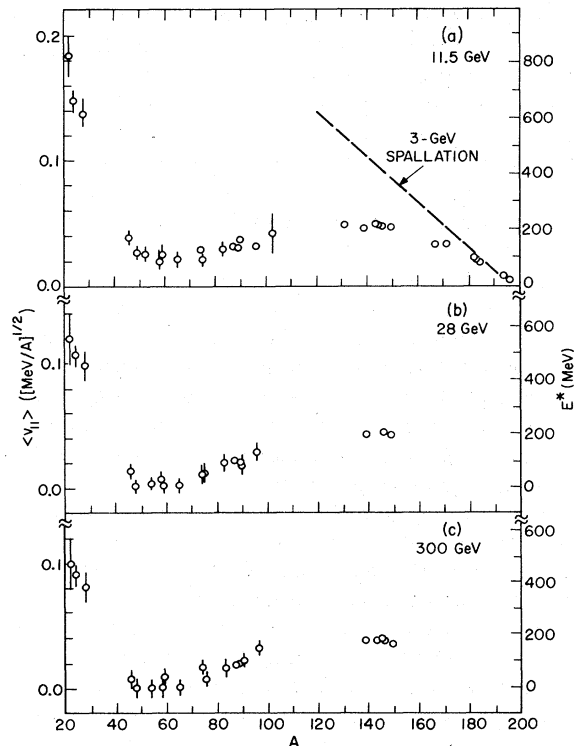 (a)
11.5 GeV
3-GeV
SPALLATION
0.2
0.1
0.0
800
600
400
200
0
(b)
28 GeV
0.1
0.0
600
400
200
0
(c)
300 GeV
0.1
0.0
600
400
200
0
<v||> ([MeV/A]^1/2)
E* (MeV)
20 40 60 80 100 120 140 160 180 200
A